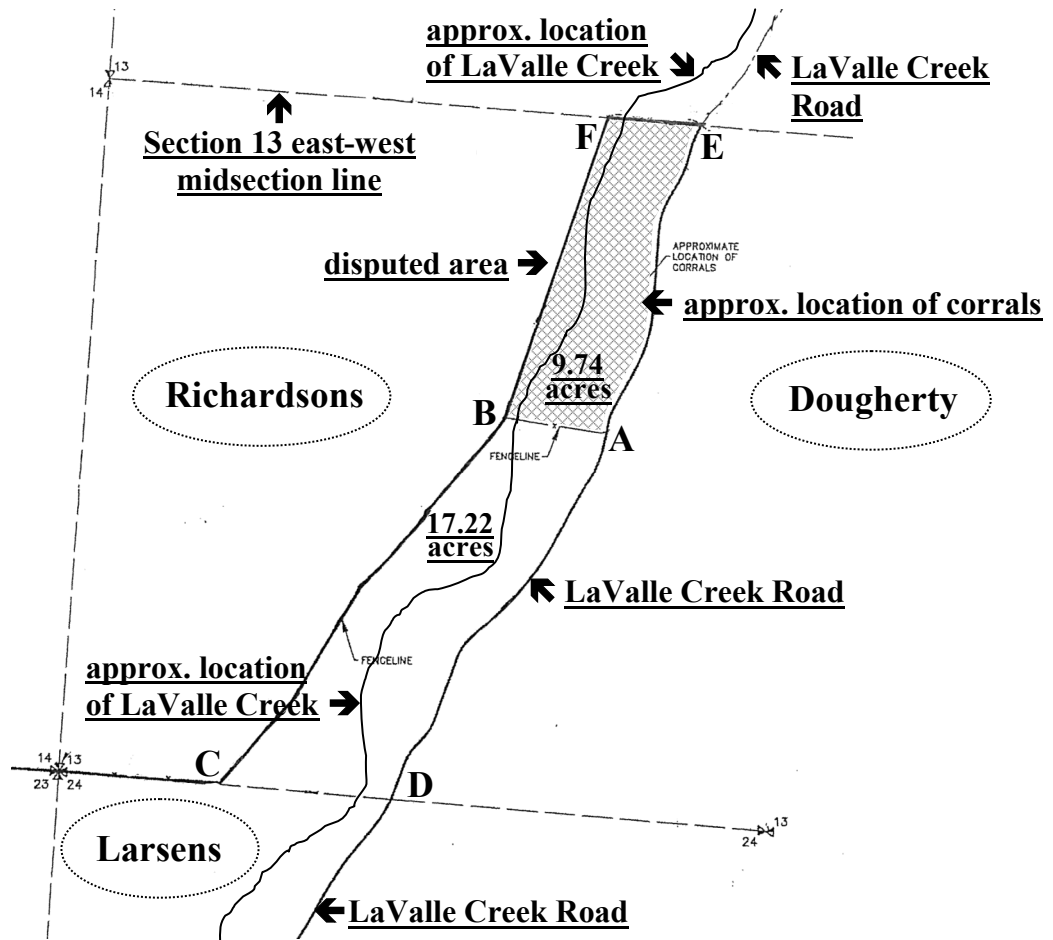 approx. location
of LaValle Creek
LaValle Creek
Road
13
14
Section 13 east-west
midsection line
F
E
disputed area
APPROXIMATE
LOCATION OF
CORRALS
approx. location of corrals
9.74
acres
Richardsons
Dougherty
B
A
FENCELINE
17.22
acres
LaValle Creek Road
FENCELINE
approx. location
of LaValle Creek
C
D
14 13
23 24
13
24
Larsens
LaValle Creek Road